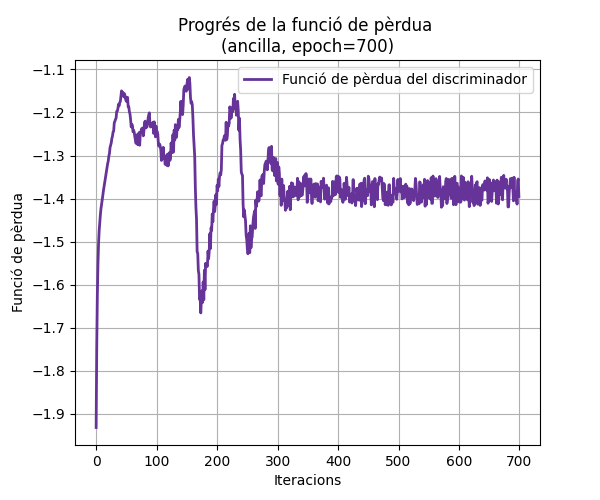 Progrés de la funció de pèrdua
(ancilla, epoch=700)
Funció de pèrdua del discriminador
−1.1
−1.2
−1.3
−1.4
−1.5
−1.6
−1.7
−1.8
−1.9
Funció de pèrdua
0 100 200 300 400 500 600 700
Iteracions